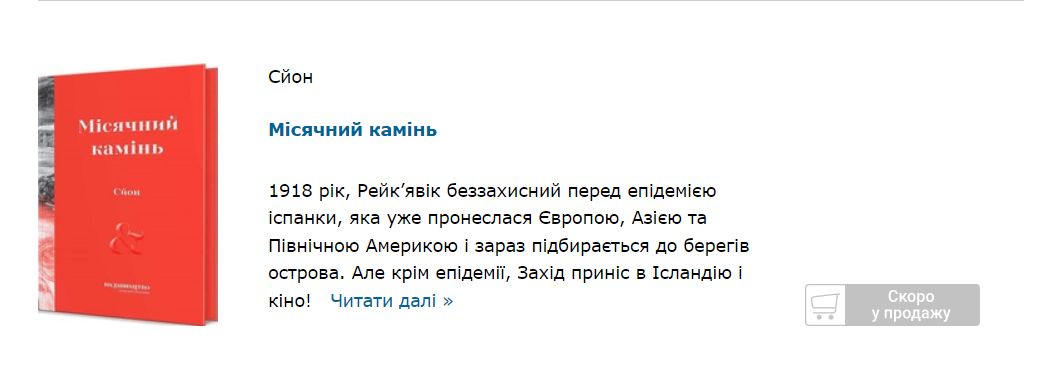 Місячний
камінь
Сйон
&
видавництво
Сйон
Місячний камінь
1918 рік, Рейк’явік беззахисний перед епідемією
іспанки, яка уже пронеслася Європою, Азією та
Північною Америкою і зараз підбирається до берегів
острова. Але крім епідемії, Захід приніс в Ісландію і
кіно! Читати далі »
Скоро
у продажу